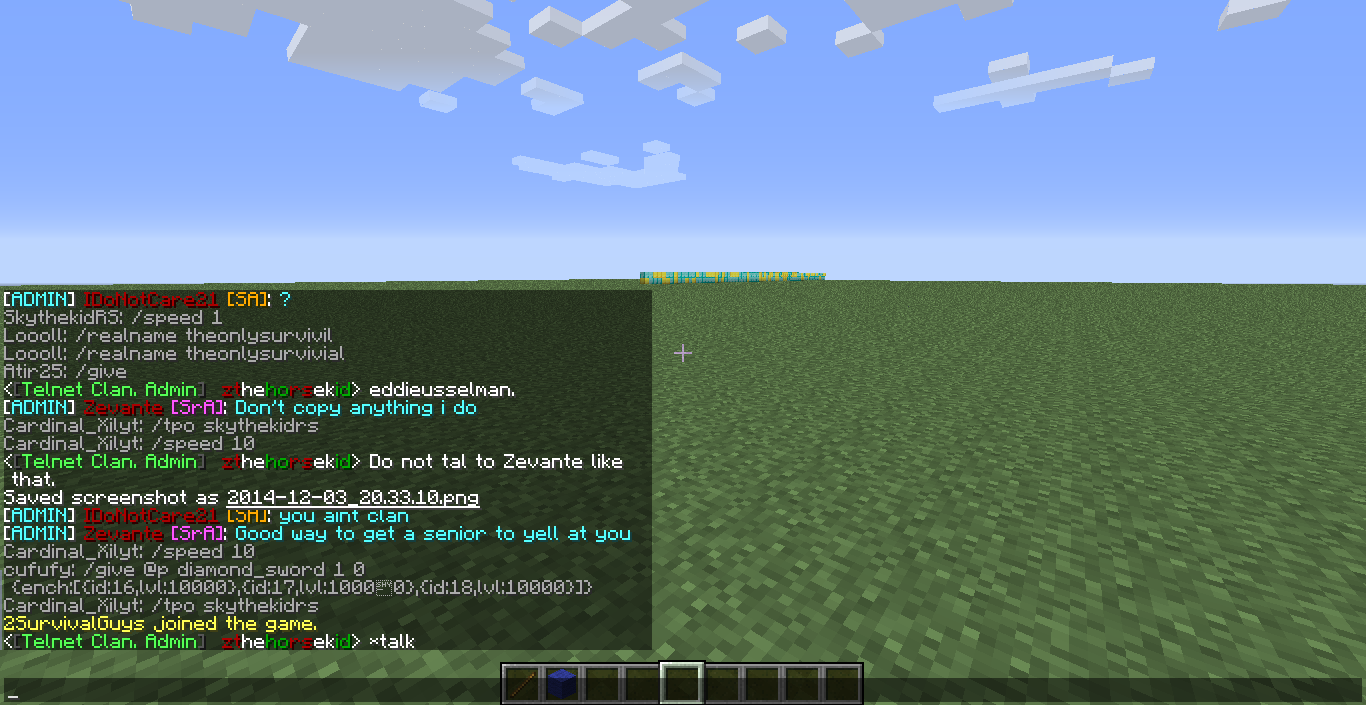 [ADMIN] IDoNotCare21 [SA]: ?
SkythekidRS: /speed 1
Loooll: /realname theonlysurvivil
Loooll: /realname theonlysurvivial
Atir25: /give
<[Telnet Clan. Admin] zthehorsekid> eddieusselman.
[ADMIN] Zevante [SrA]: Don't copy anything i do
Cardinal_Xilyt: /tpo skythekidrs
Cardinal_Xilyt: /speed 10
<[Telnet Clan. Admin] zthehorsekid> Do not tal to Zevante like
that.
Saved screenshot as 2014-12-03_20.33.10.png
[ADMIN] IDoNotCare21 [SA]: you aint clan
[ADMIN] Zevante [SrA]: Good way to get a senior to yell at you
Cardinal_Xilyt: /speed 10
cufufy: /give @p diamond_sword 1 0
{ench:[{id:16,lvl:10000},{id:17,lvl:10000},{id:18,lvl:10000}]}
Cardinal_Xilyt: /tpo skythekidrs
2SurvivalGuys joined the game.
<[Telnet Clan. Admin] zthehorsekid> *talk
_